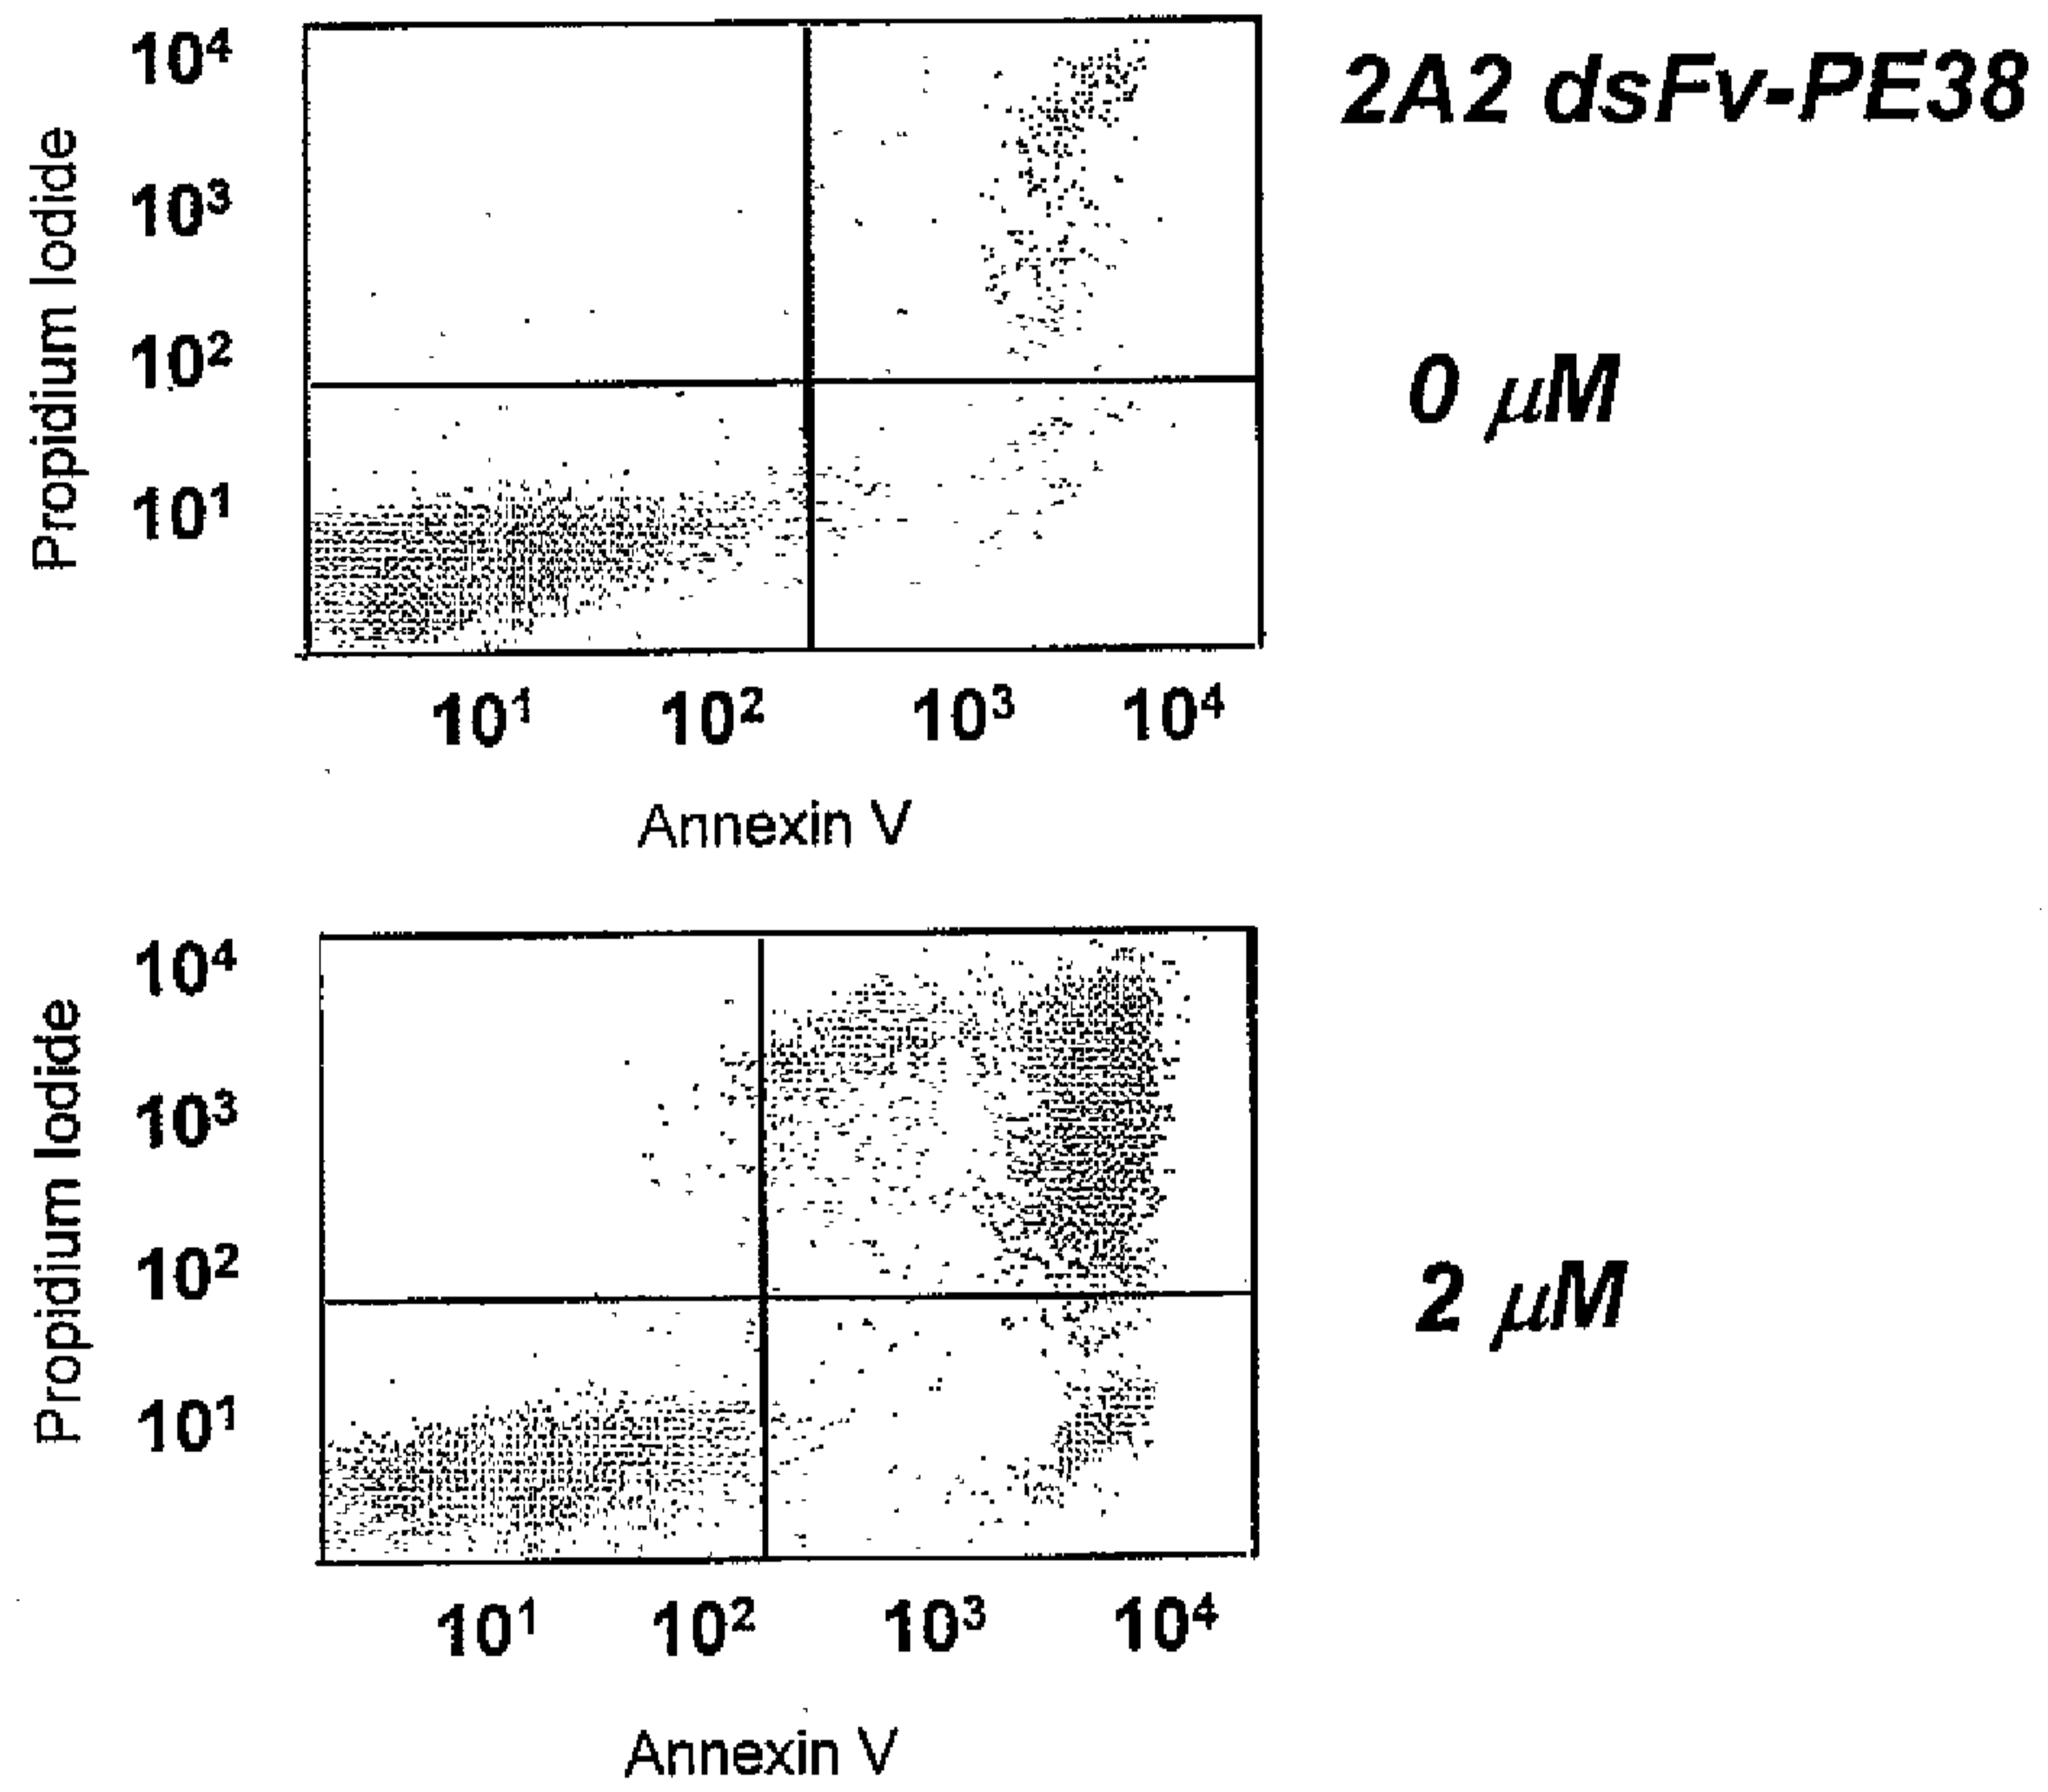 2A2 dsFv-PE38
0 μM
Propidium Iodide
10⁴
10³
10²
10¹
10¹ 10² 10³ 10⁴
Annexin V
2 μM
Propidium Iodide
10⁴
10³
10²
10¹
10¹ 10² 10³ 10⁴
Annexin V